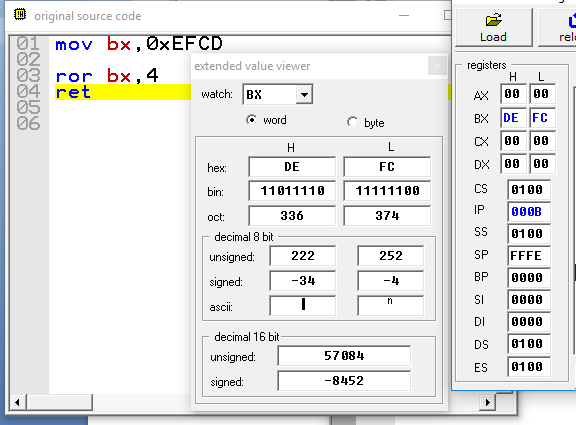 original source code
01 mov bx,0xEFCD
02
03 ror bx,4
04 ret
05
06
extended value viewer
watch: BX
word byte
H L
hex: DE FC
bin: 11011110 11111100
oct: 336 374
decimal 8 bit
unsigned: 222 252
signed: -34 -4
ascii: ▐ ⁿ
decimal 16 bit
unsigned: 57084
signed: -8452
Load
registers
H L
AX 00 00
BX DE FC
CX 00 00
DX 00 00
CS 0100
IP 000B
SS 0100
SP FFFE
BP 0000
SI 0000
DI 0000
DS 0100
ES 0100